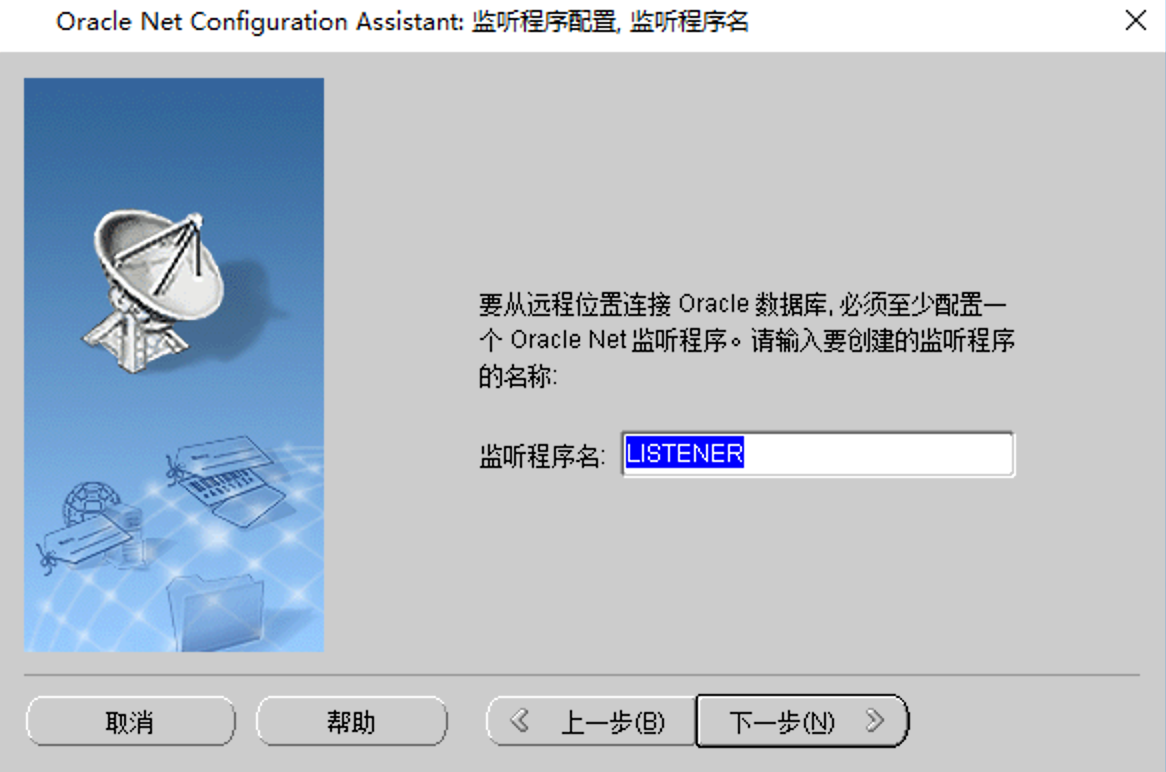 Oracle Net Configuration Assistant: 监听程序配置, 监听程序名
要从远程位置连接 Oracle 数据库, 必须至少配置一
个 Oracle Net 监听程序。请输入要创建的监听程序
的名称:
监听程序名: LISTENER
取消 帮助 上一步(B) 下一步(N)